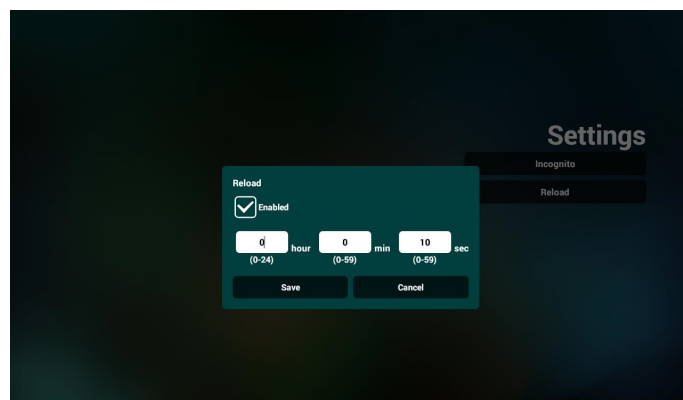 Settings
Incognito
Reload
Reload
Enabled
0 hour 0 min 10 sec
(0-24) (0-59) (0-59)
Save Cancel